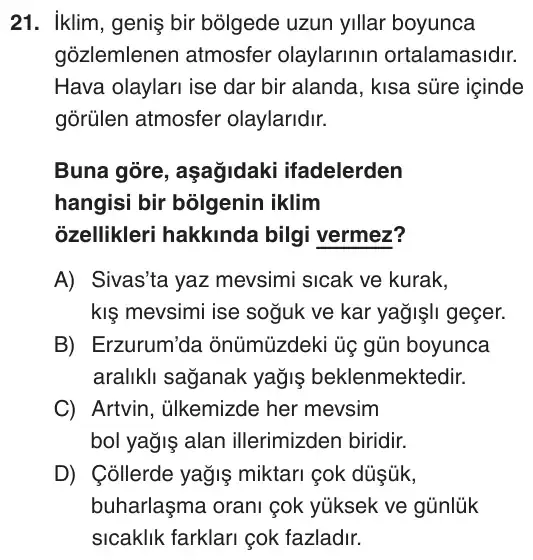 21. İklim, geniş bir bölgede uzun yıllar boyunca
gözlemlenen atmosfer olaylarının ortalamasıdır.
Hava olayları ise dar bir alanda, kısa süre içinde
görülen atmosfer olaylarıdır.
Buna göre, aşağıdaki ifadelerden
hangisi bir bölgenin iklim
özellikleri hakkında bilgi vermez?
A) Sivas'ta yaz mevsimi sıcak ve kurak,
kış mevsimi ise soğuk ve kar yağışlı geçer.
B) Erzurum'da önümüzdeki üç gün boyunca
aralıklı sağanak yağış beklenmektedir.
C) Artvin, ülkemizde her mevsim
bol yağış alan illerimizden biridir.
D) Çöllerde yağış miktarı çok düşük,
buharlaşma oranı çok yüksek ve günlük
sıcaklık farkları çok fazladır.